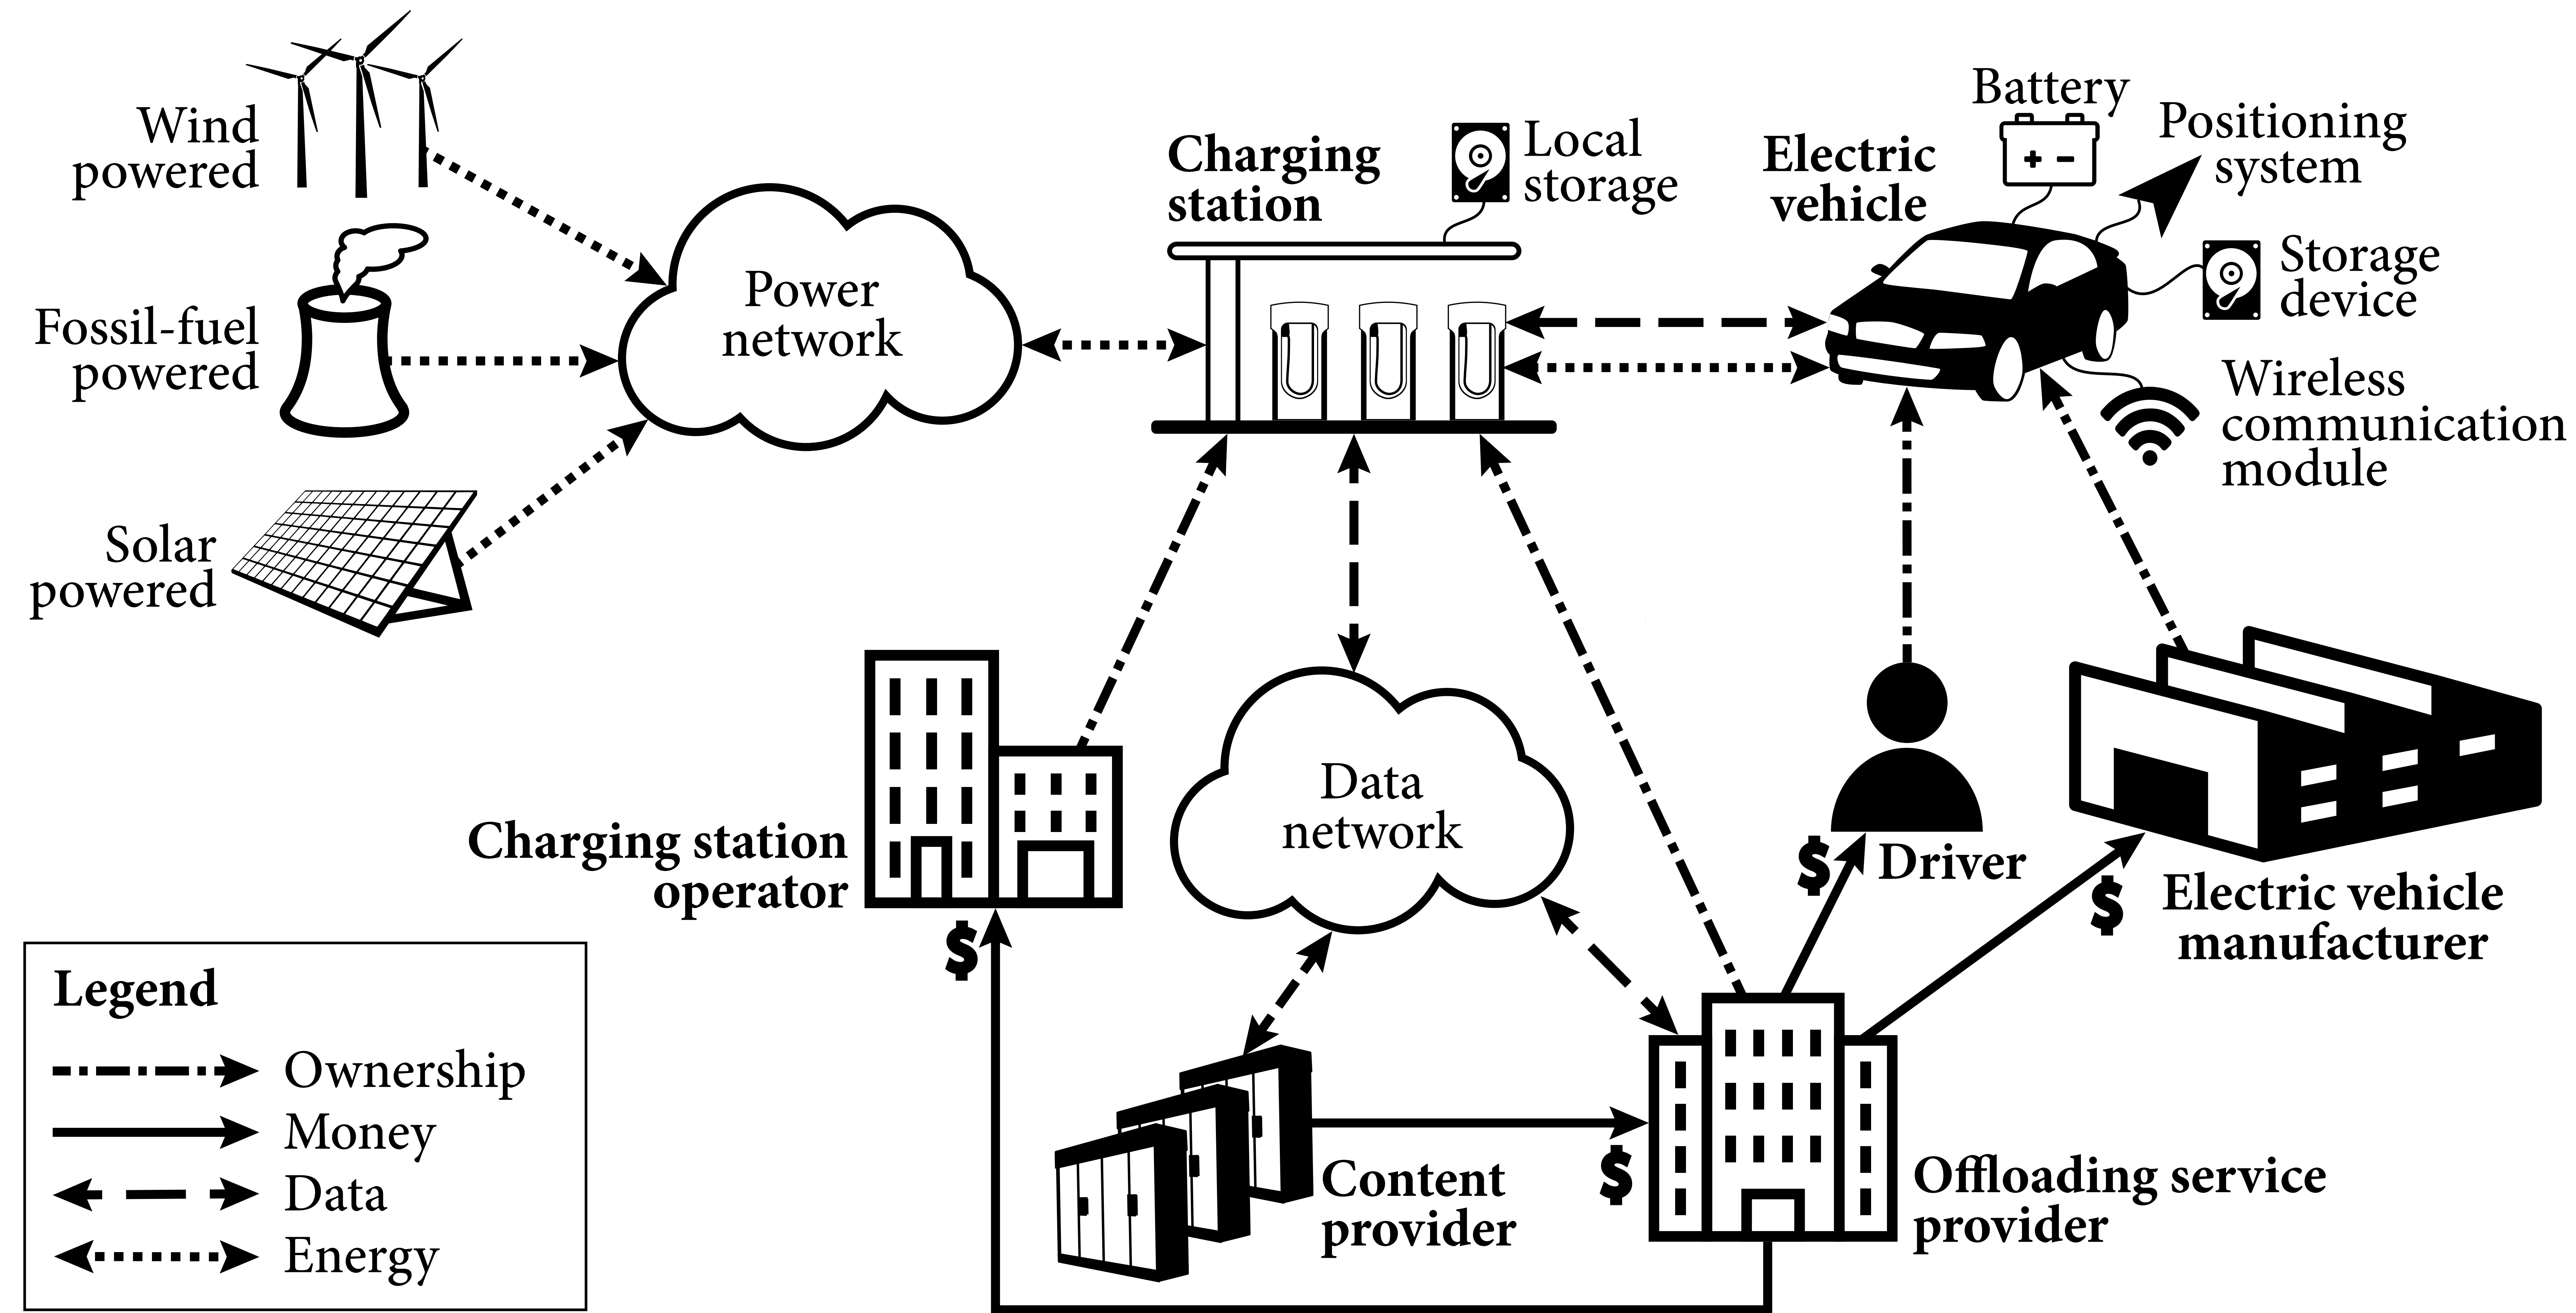 Wind
powered
Fossil-fuel
powered
Solar
powered
Power
network
Charging
station
Local
storage
Electric
vehicle
Battery
+ -
Positioning
system
Storage
device
Wireless
communication
module
Charging station
operator
$
Data
network
$
Driver
$
Electric vehicle
manufacturer
Content
provider
$
Offloading service
provider
Legend
Ownership
Money
Data
Energy